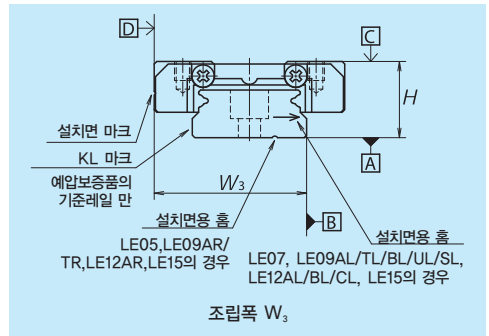 D
C
H
설치면 마크
KL 마크
예압보증품의
기준레일 만
A
W₃
B
설치면용 홈
LE05,LE09AR/
TR,LE12AR,LE15의 경우
설치면용 홈
LE07, LE09AL/TL/BL/UL/SL,
LE12AL/BL/CL, LE15의 경우
조립폭 W₃